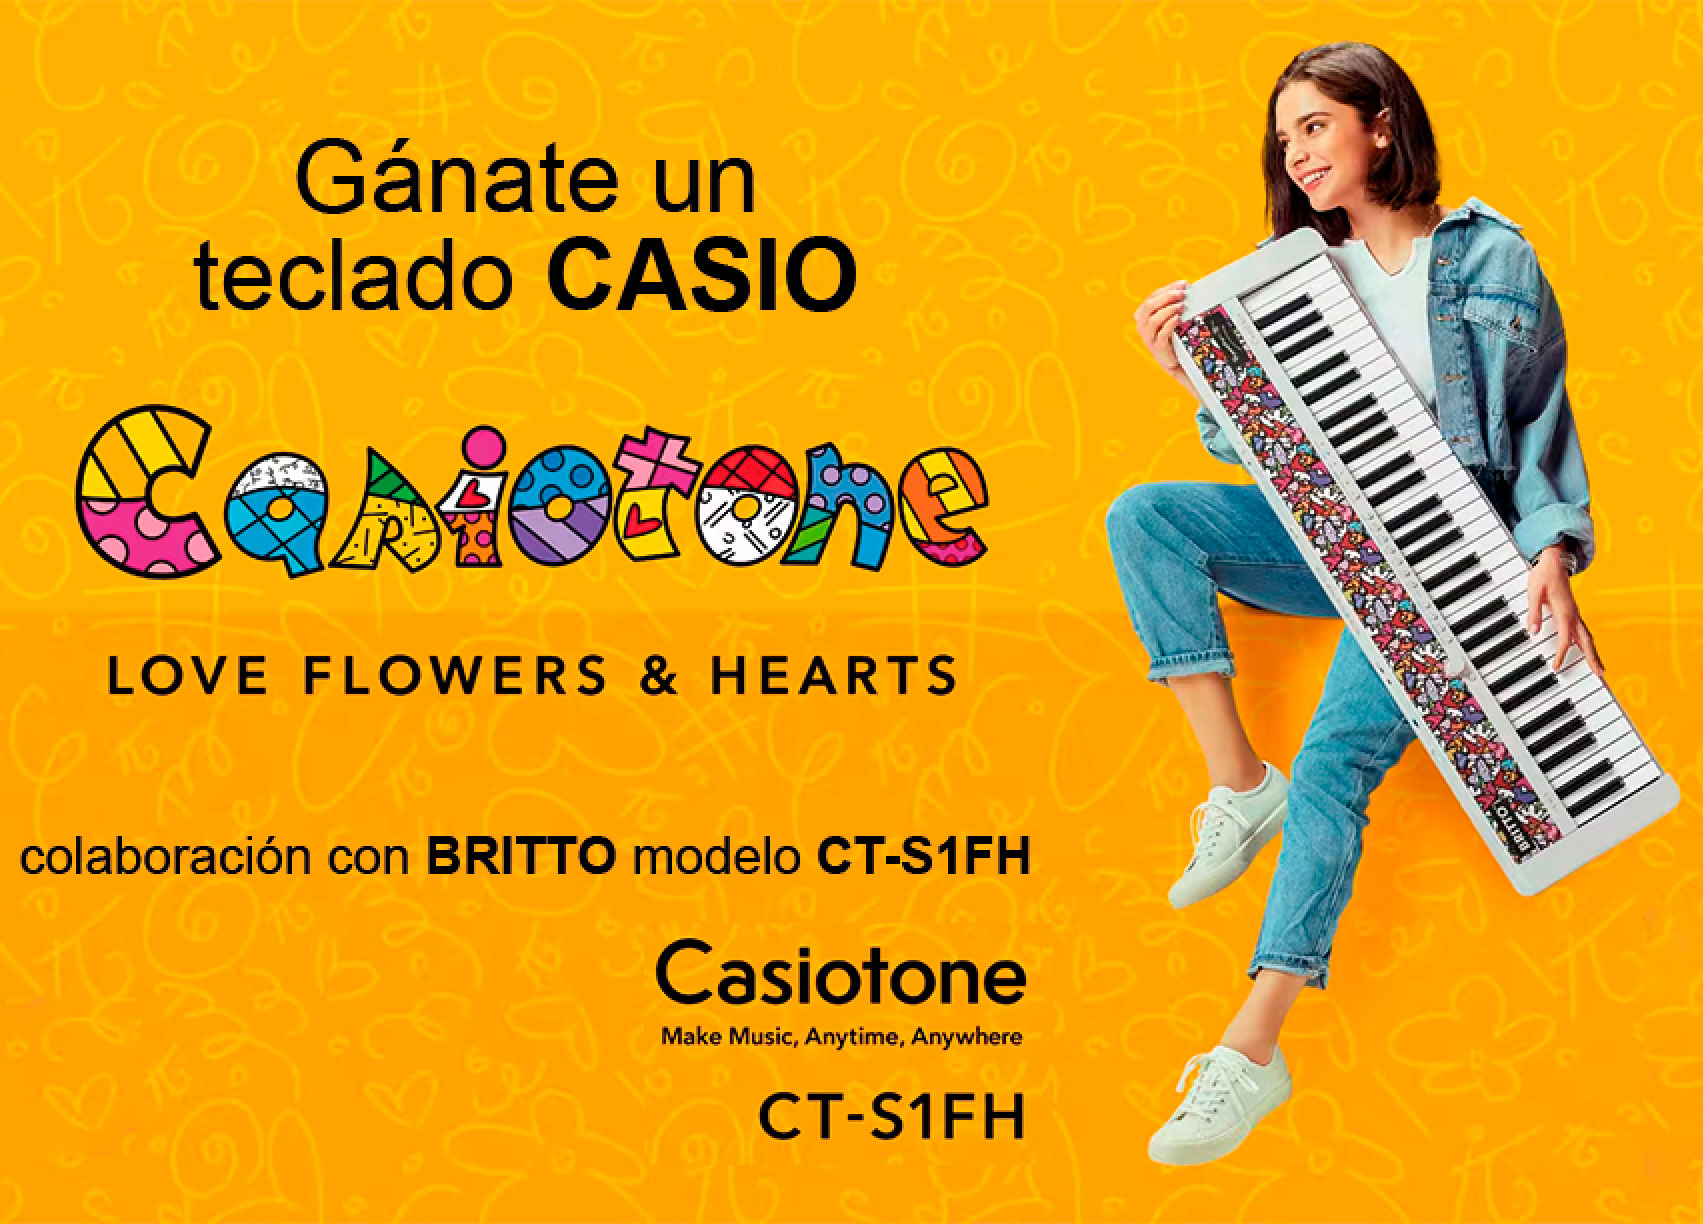 Gánate un
teclado CASIO
Casiotone
LOVE FLOWERS & HEARTS
colaboración con BRITTO modelo CT-S1FH
Casiotone
Make Music, Anytime, Anywhere
CT-S1FH
BRITTO